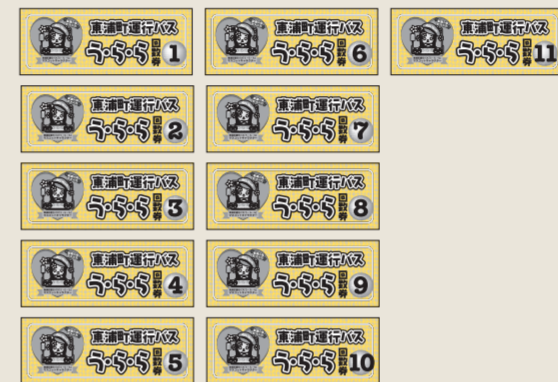 東浦町運行バス
う・ら・ら 回数券 1
東浦町運行バス
う・ら・ら 回数券 2
東浦町運行バス
う・ら・ら 回数券 3
東浦町運行バス
う・ら・ら 回数券 4
東浦町運行バス
う・ら・ら 回数券 5
東浦町運行バス
う・ら・ら 回数券 6
東浦町運行バス
う・ら・ら 回数券 7
東浦町運行バス
う・ら・ら 回数券 8
東浦町運行バス
う・ら・ら 回数券 9
東浦町運行バス
う・ら・ら 回数券 10
東浦町運行バス
う・ら・ら 回数券 11